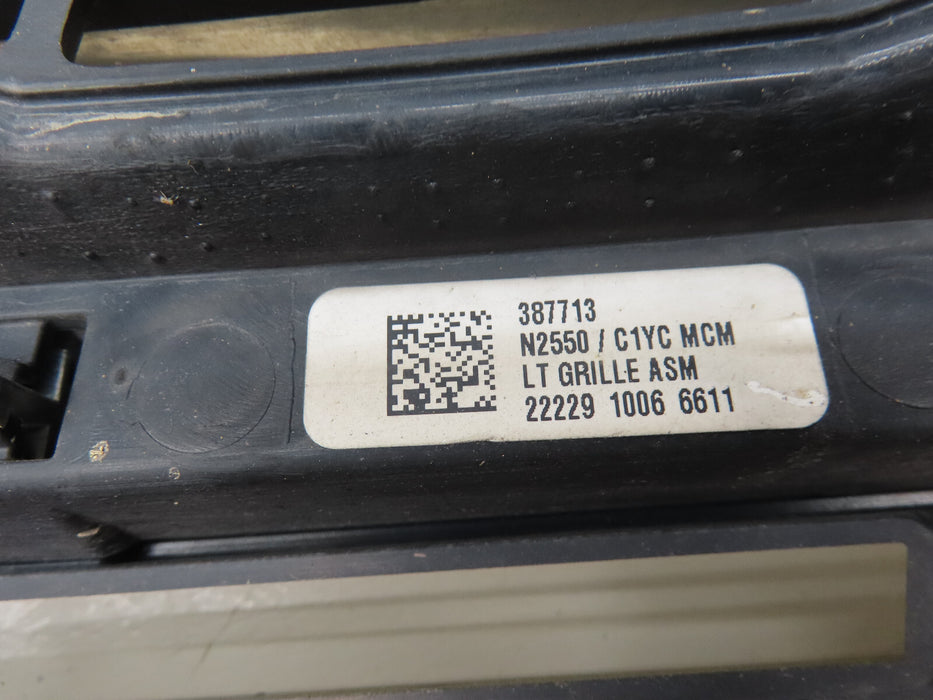 387713
N2550 / C1YC MCM
LT GRILLE ASM
22229 1006 6611